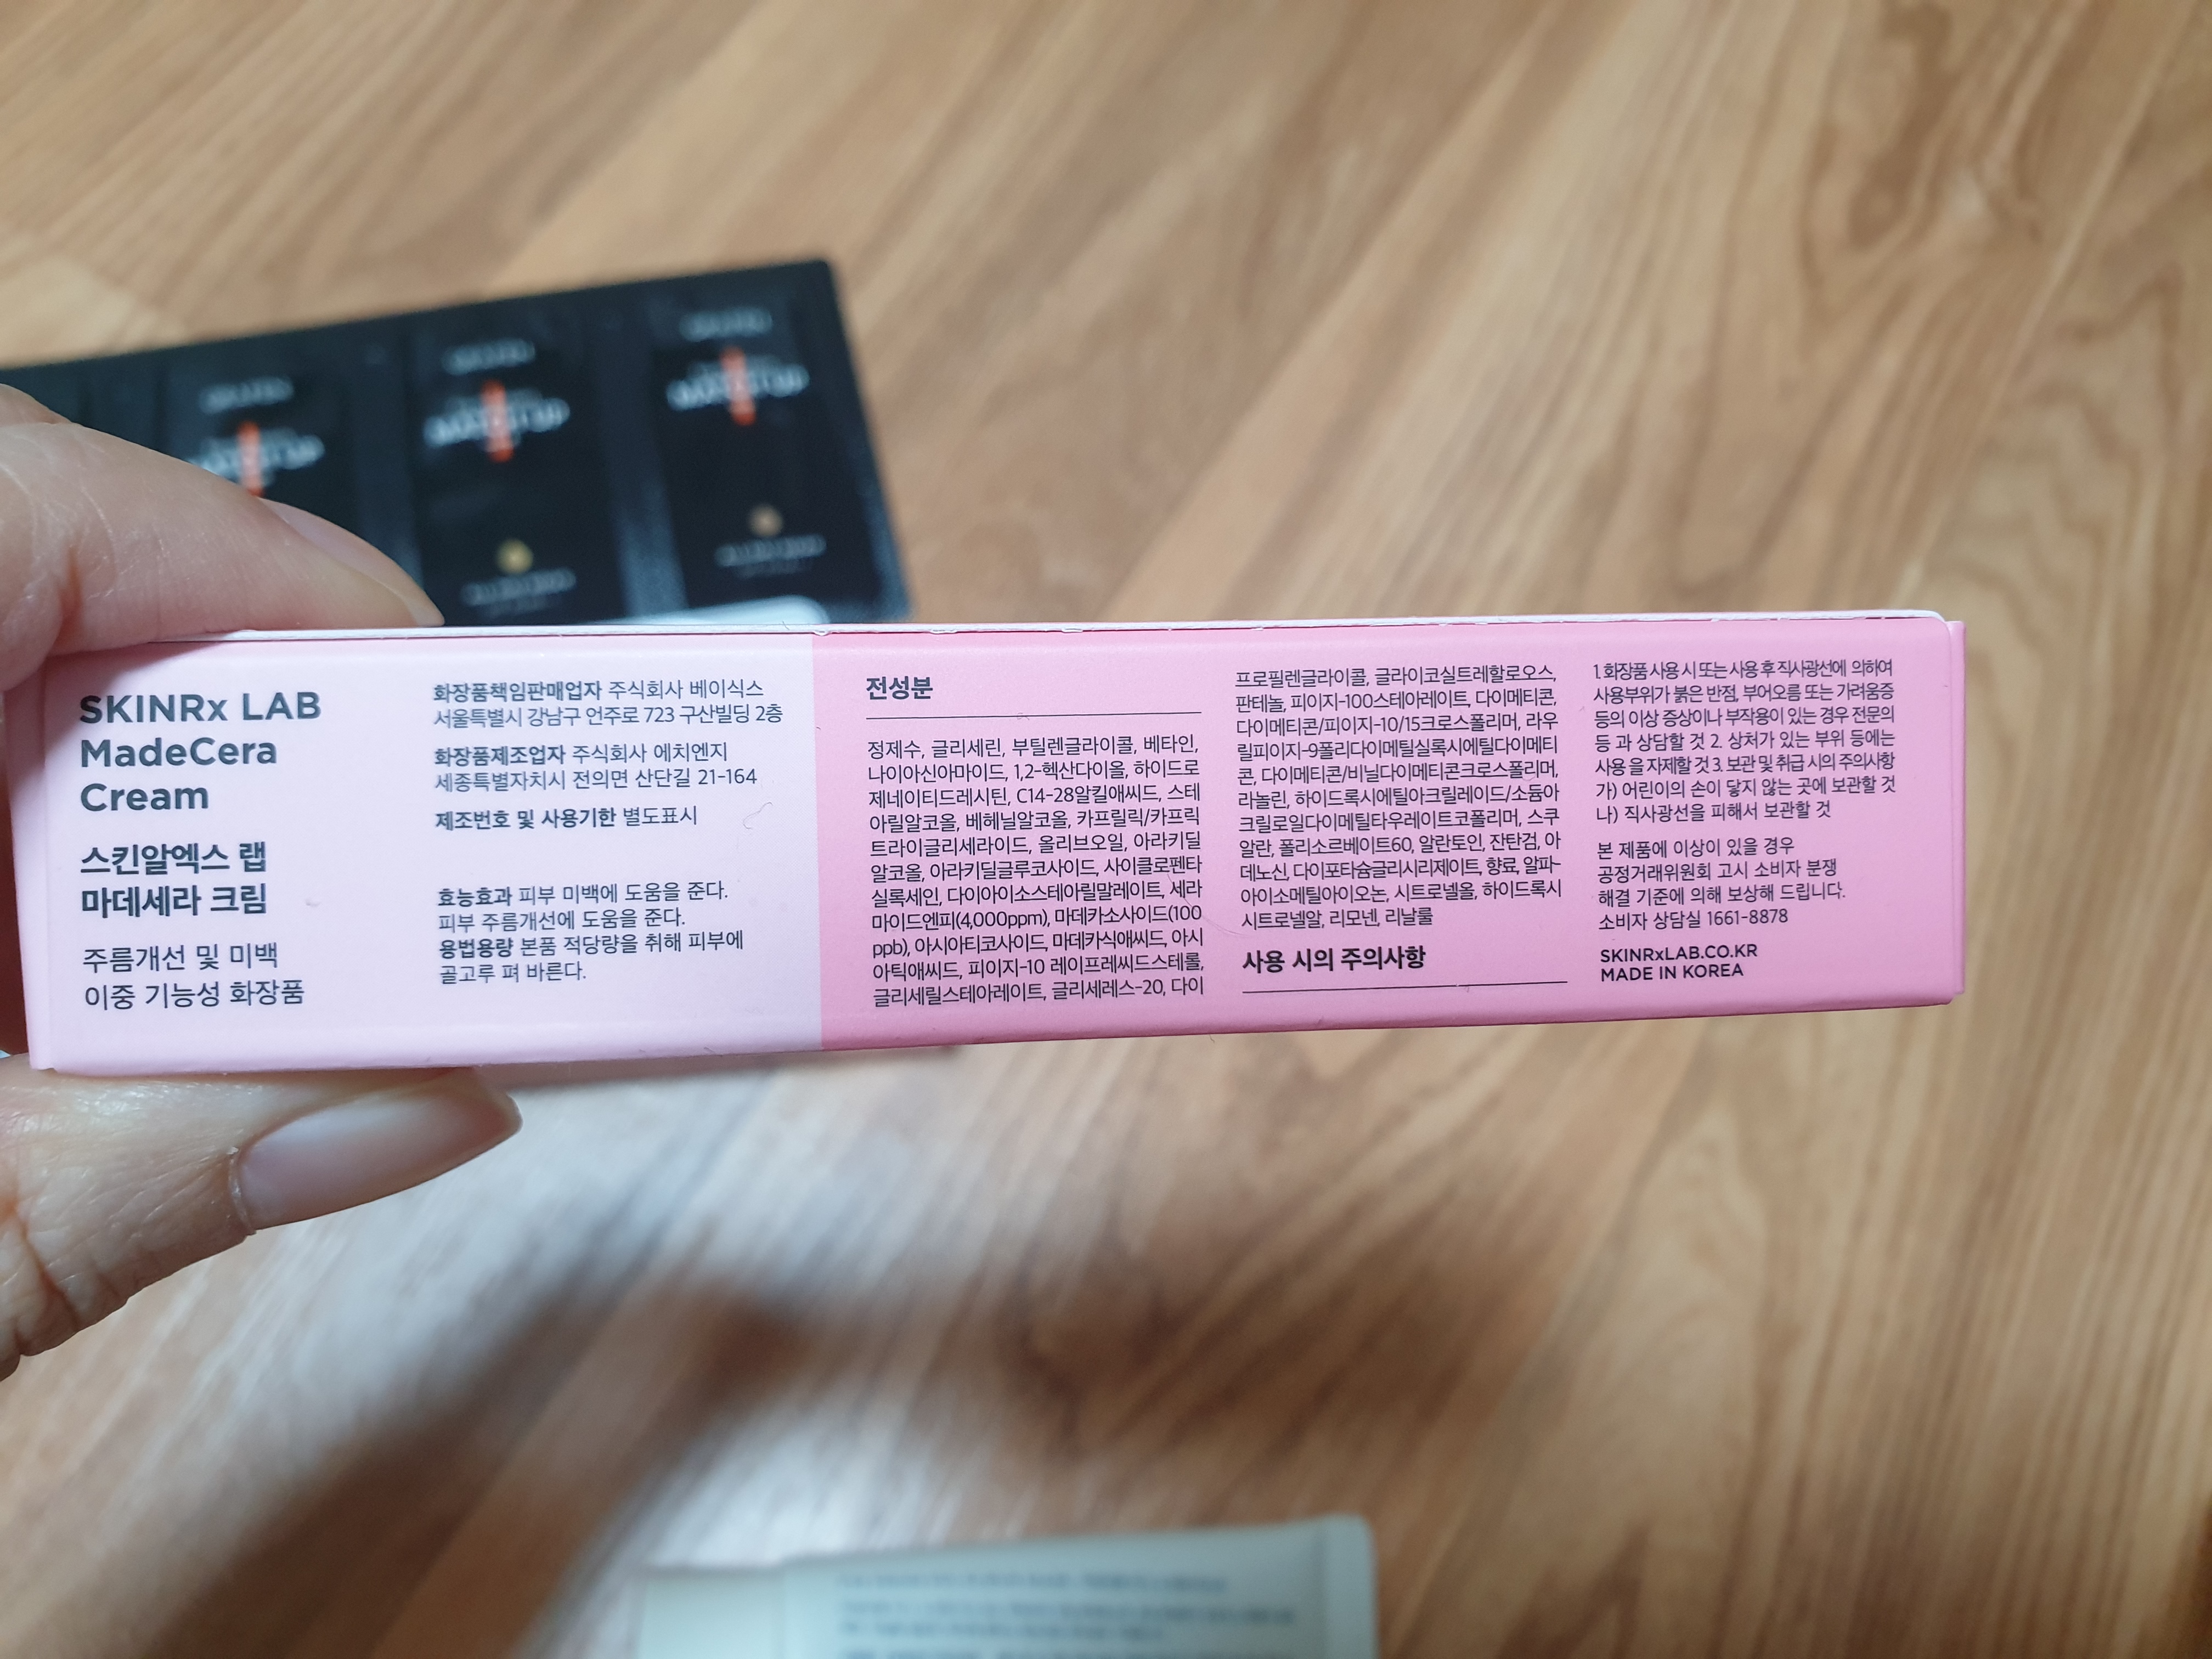 SKINRx LAB
MadeCera
Cream
스킨알엑스 랩
마데세라 크림
주름개선 및 미백
이중 기능성 화장품
화장품책임판매업자 주식회사 베이식스
서울특별시 강남구 언주로 723 구산빌딩 2층
화장품제조업자 주식회사 에치엔지
세종특별자치시 전의면 산단길 21-164
제조번호 및 사용기한 별도표시
효능효과 피부 미백에 도움을 준다.
피부 주름개선에 도움을 준다.
용법용량 본품 적당량을 취해 피부에
골고루 펴 바른다.
전성분
정제수, 글리세린, 부틸렌글라이콜, 베타인,
나이아신아마이드, 1,2-헥산다이올, 하이드로
제네이티드레시틴, C14-28알킬애씨드, 스테
아릴알코올, 베헤닐알코올, 카프릴릭/카프릭
트라이글리세라이드, 올리브오일, 아라키딜
알코올, 아라키딜글루코사이드, 사이클로펜타
실록세인, 다이아이소스테아릴말레이트, 세라
마이드엔피(4,000ppm), 마데카소사이드(100
ppb), 아시아티코사이드, 마데카식애씨드, 아시
아틱애씨드, 피이지-10 레이프레씨드스테롤,
글리세릴스테아레이트, 글리세레스-20, 다이
프로필렌글라이콜, 글라이코실트레할로오스,
판테놀, 피이지-100스테아레이트, 다이메티콘,
다이메티콘/피이지-10/15크로스폴리머, 라우
릴피이지-9폴리다이메틸실록시에틸다이메티
콘, 다이메티콘/비닐다이메티콘크로스폴리머,
라놀린, 하이드록시에틸아크릴레이드/소듐아
크릴로일다이메틸타우레이트코폴리머, 스쿠
알란, 폴리소르베이트60, 알란토인, 잔탄검, 아
데노신, 다이포타슘글리시리제이트, 향료, 알파-
아이소메틸아이오논, 시트로넬올, 하이드록시
시트로넬알, 리모넨, 리날룰
사용 시의 주의사항
1. 화장품 사용 시 또는 사용 후 직사광선에 의하여
사용부위가 붉은 반점, 부어오름 또는 가려움증
등의 이상 증상이나 부작용이 있는 경우 전문의
등 과 상담할 것 2. 상처가 있는 부위 등에는
사용 을 자제할 것 3. 보관 및 취급 시의 주의사항
가) 어린이의 손이 닿지 않는 곳에 보관할 것
나) 직사광선을 피해서 보관할 것
본 제품에 이상이 있을 경우
공정거래위원회 고시 소비자 분쟁
해결 기준에 의해 보상해 드립니다.
소비자 상담실 1661-8878
SKINRxLAB.CO.KR
MADE IN KOREA